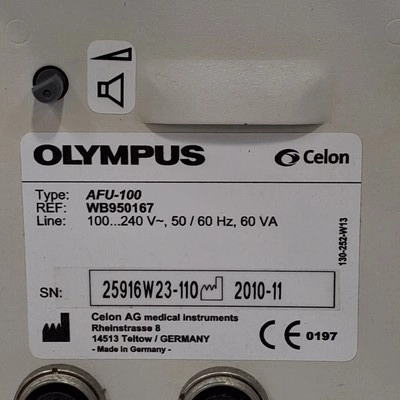 OLYMPUS Celon
Type: AFU-100
REF: WB950167
Line: 100...240 V~, 50 / 60 Hz, 60 VA
130-252-W13
SN: 25916W23-110 2010-11
Celon AG medical instruments
Rheinstrasse 8
14513 Teltow / GERMANY
- Made in Germany -
CE 0197